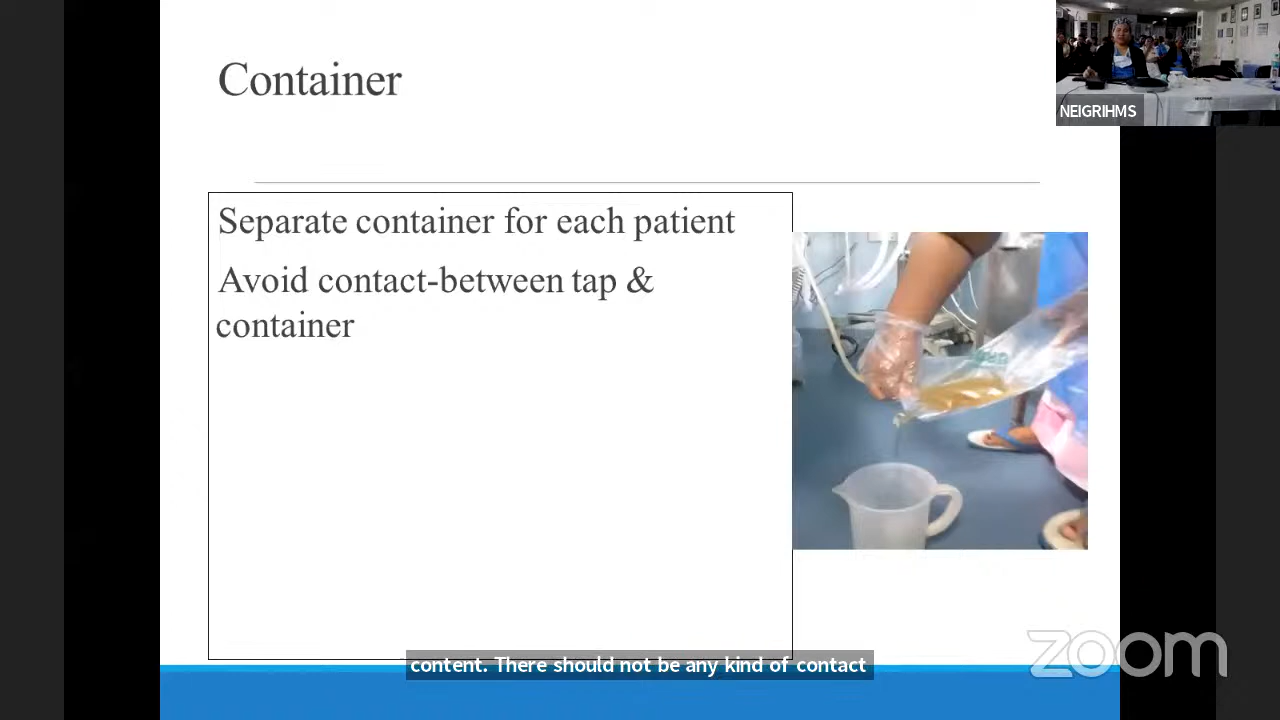 Container
NEIGRIHMS
Separate container for each patient
Avoid contact-between tap &
container
content. There should not be any kind of contact
zoom